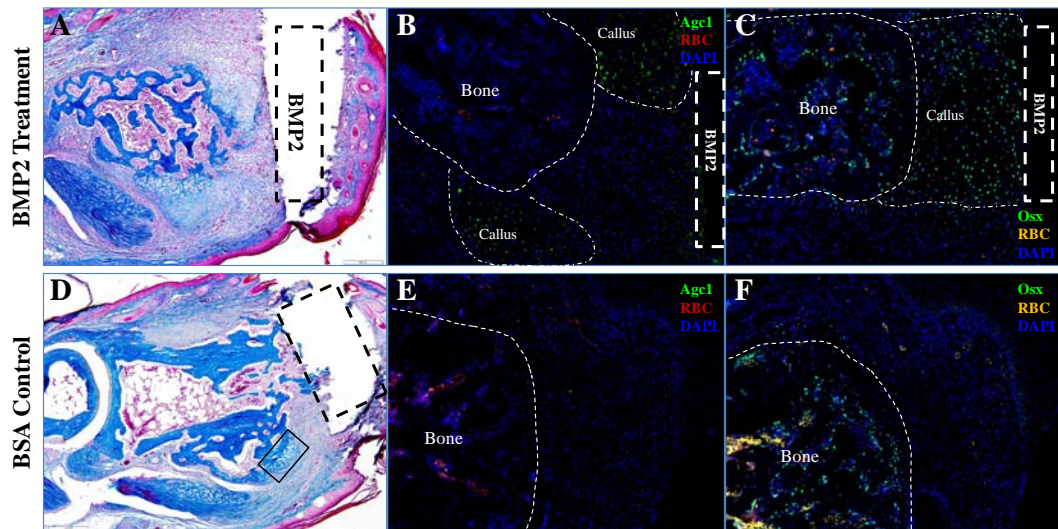 BMP2 Treatment
A
BMP2
B
Agc1
RBC
DAPI
Callus
Bone
BMP2
Callus
C
Bone
Callus
BMP2
Osx
RBC
DAPI
BSA Control
D
E
Agc1
RBC
DAPI
Bone
F
Osx
RBC
DAPI
Bone